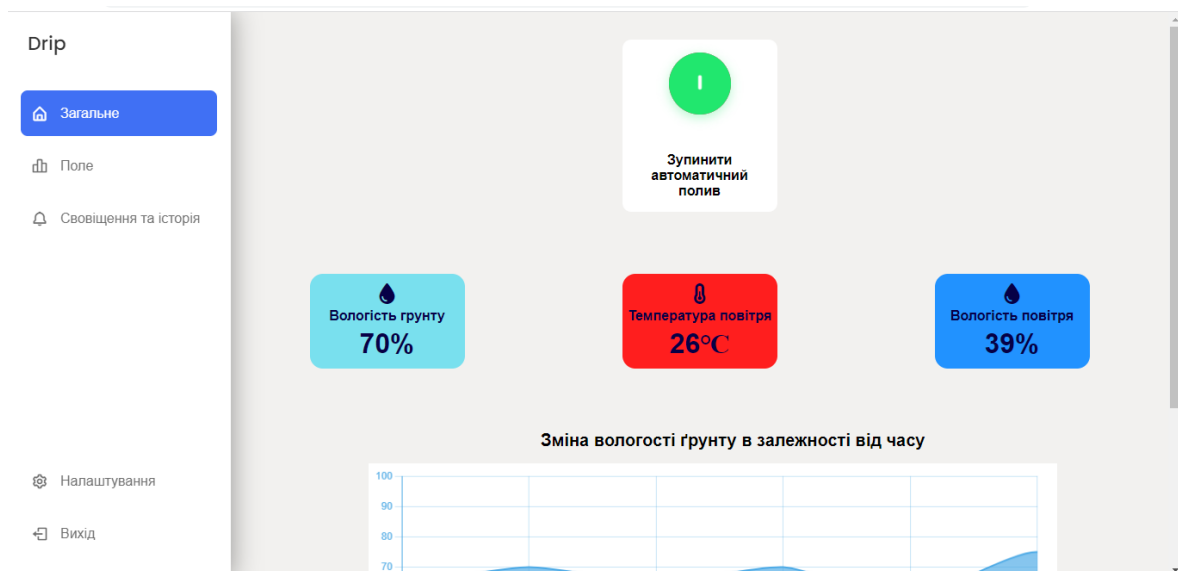 Drip
Загальне
Поле
Свовіщення та історія
Налаштування
Вихід
Зупинити
автоматичний
полив
Вологість грунту
70%
Температура повітря
26°C
Вологість повітря
39%
Зміна вологості ґрунту в залежності від часу
100
90
80
70